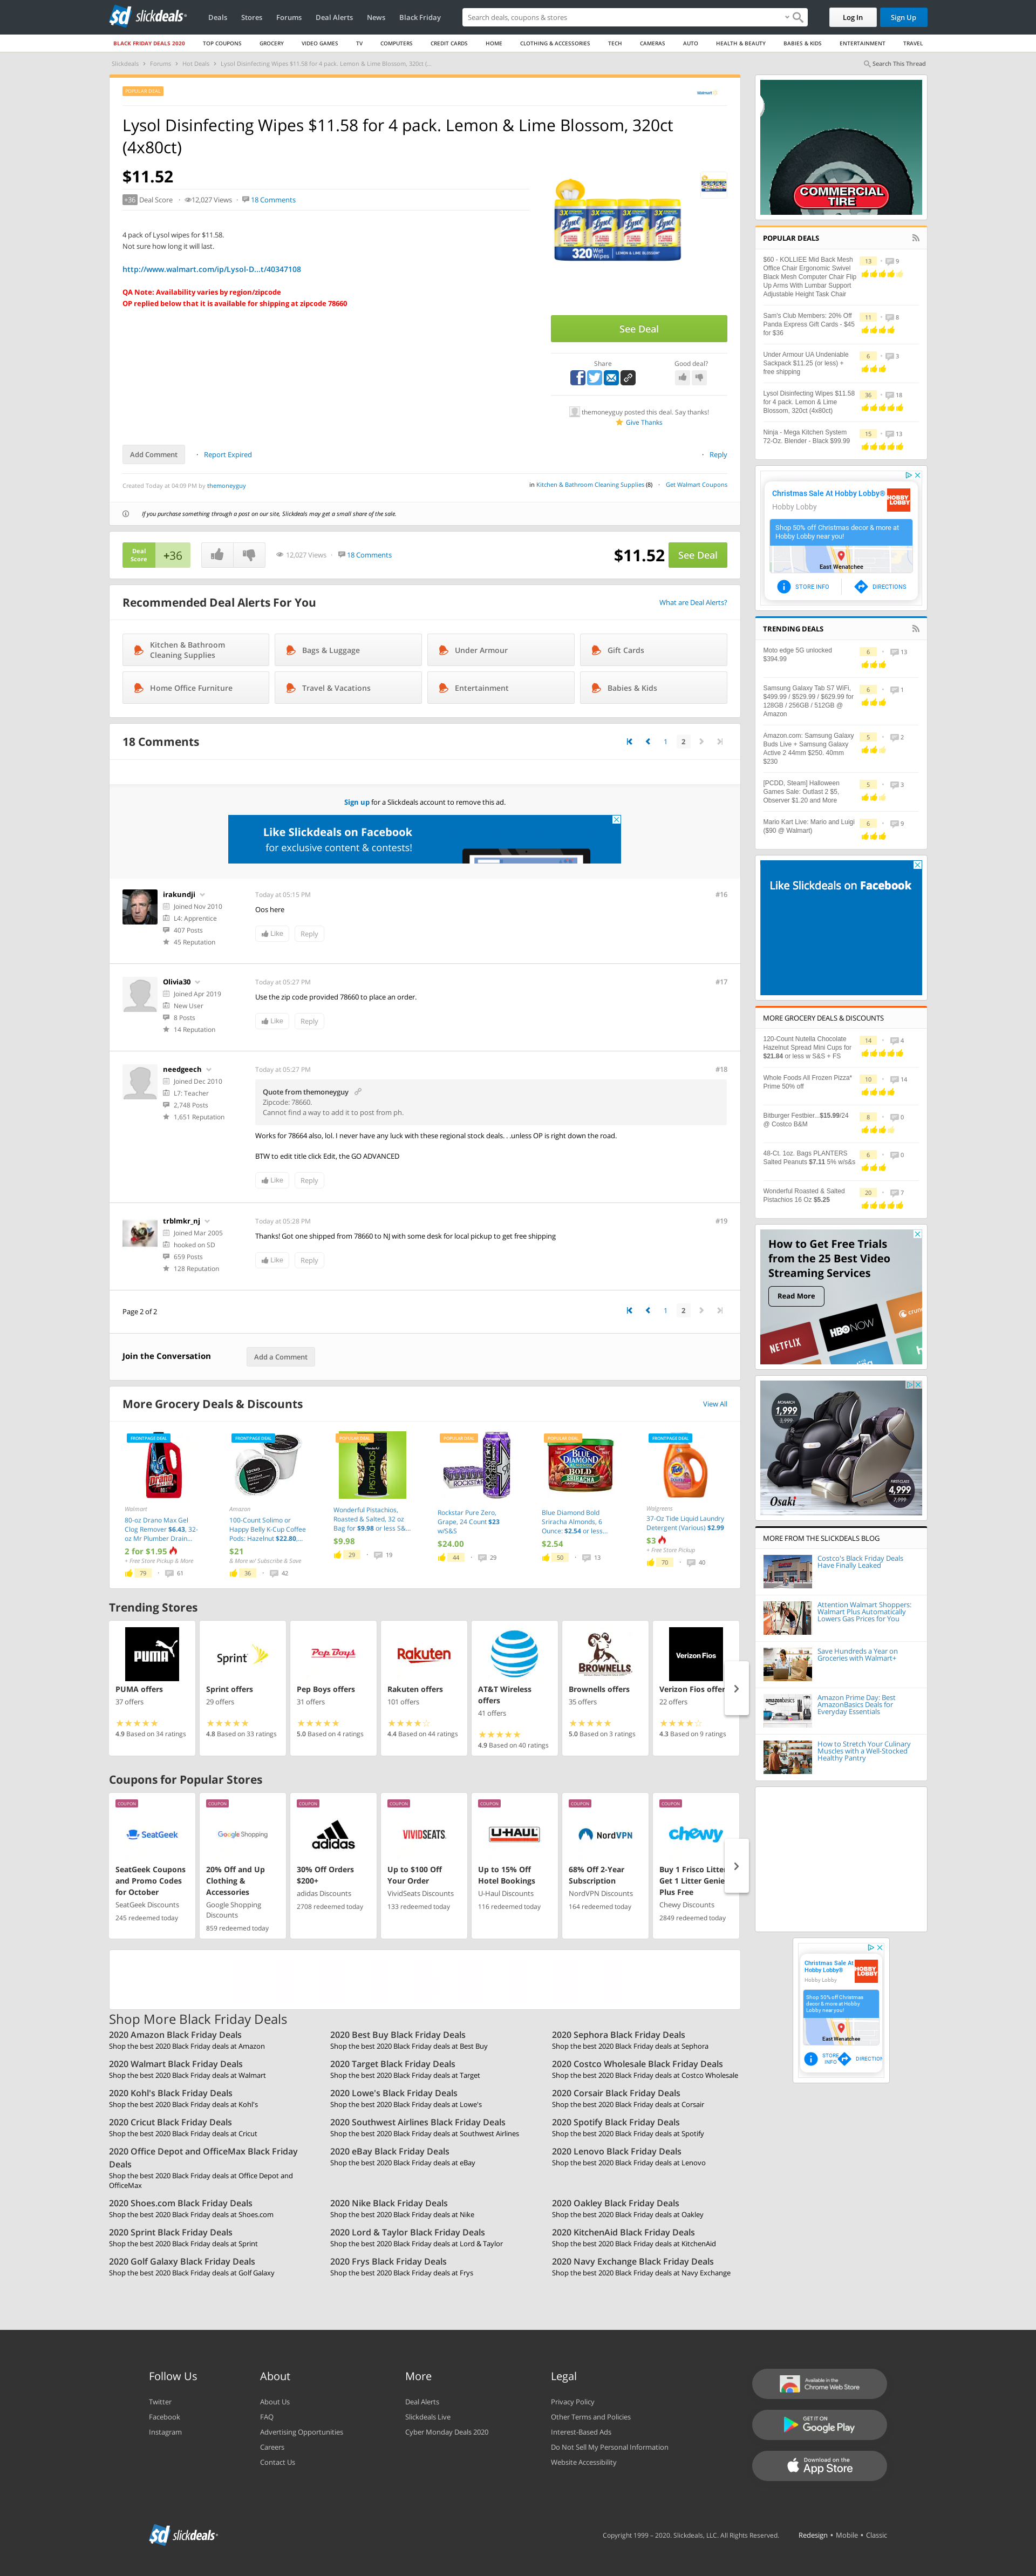 slickdeals
Deals Stores Forums Deal Alerts News Black Friday
Search deals, coupons & stores
Log In
Sign Up
BLACK FRIDAY DEALS 2020 TOP COUPONS GROCERY VIDEO GAMES TV COMPUTERS CREDIT CARDS HOME CLOTHING & ACCESSORIES TECH CAMERAS AUTO HEALTH & BEAUTY BABIES & KIDS ENTERTAINMENT TRAVEL
Slickdeals > Forums > Hot Deals > Lysol Disinfecting Wipes $11.58 for 4 pack. Lemon & Lime Blossom, 320ct (...
Search This Thread
POPULAR DEAL
Walmart
Lysol Disinfecting Wipes $11.58 for 4 pack. Lemon & Lime Blossom, 320ct
(4x80ct)
$11.52
+36 Deal Score 12,027 Views 18 Comments
4 pack of Lysol wipes for $11.58.
Not sure how long it will last.
http://www.walmart.com/ip/Lysol-D...t/40347108
QA Note: Availability varies by region/zipcode
OP replied below that it is available for shipping at zipcode 78660
See Deal
Share
Good deal?
themoneyguy posted this deal. Say thanks!
Give Thanks
Add Comment
Report Expired
Reply
Created Today at 04:09 PM by themoneyguy
in Kitchen & Bathroom Cleaning Supplies (8) Get Walmart Coupons
If you purchase something through a post on our site, Slickdeals may get a small share of the sale.
Deal Score +36
12,027 Views 18 Comments
$11.52 See Deal
Recommended Deal Alerts For You
What are Deal Alerts?
Kitchen & Bathroom Cleaning Supplies
Bags & Luggage
Under Armour
Gift Cards
Home Office Furniture
Travel & Vacations
Entertainment
Babies & Kids
18 Comments
1 2
Sign up for a Slickdeals account to remove this ad.
Like Slickdeals on Facebook
for exclusive content & contests!
irakundji
Joined Nov 2010
L4: Apprentice
407 Posts
45 Reputation
Today at 05:15 PM
#16
Oos here
Like Reply
Olivia30
Joined Apr 2019
New User
8 Posts
14 Reputation
Today at 05:27 PM
#17
Use the zip code provided 78660 to place an order.
Like Reply
needgeech
Joined Dec 2010
L7: Teacher
2,748 Posts
1,651 Reputation
Today at 05:27 PM
#18
Quote from themoneyguy
Zipcode: 78660.
Cannot find a way to add it to post from ph.
Works for 78664 also, lol. I never have any luck with these regional stock deals. . .unless OP is right down the road.
BTW to edit title click Edit, the GO ADVANCED
Like Reply
trblmkr_nj
Joined Mar 2005
hooked on SD
659 Posts
128 Reputation
Today at 05:28 PM
#19
Thanks! Got one shipped from 78660 to NJ with some desk for local pickup to get free shipping
Like Reply
Page 2 of 2
1 2
Join the Conversation
Add a Comment
More Grocery Deals & Discounts
View All
FRONTPAGE DEAL
Walmart
80-oz Drano Max Gel
Clog Remover $6.43, 32-
oz Mr Plumber Drain...
2 for $1.95
+ Free Store Pickup & More
79 61
FRONTPAGE DEAL
Amazon
100-Count Solimo or
Happy Belly K-Cup Coffee
Pods: Hazelnut $22.80,...
$21
& More w/ Subscribe & Save
36 42
POPULAR DEAL
Wonderful Pistachios,
Roasted & Salted, 32 oz
Bag for $9.98 or less S&...
$9.98
29 19
POPULAR DEAL
Rockstar Pure Zero,
Grape, 24 Count $23
w/S&S
$24.00
44 29
POPULAR DEAL
Blue Diamond Bold
Sriracha Almonds, 6
Ounce: $2.54 or less...
$2.54
50 13
FRONTPAGE DEAL
Walgreens
37-Oz Tide Liquid Laundry
Detergent (Various) $2.99
$3
+ Free Store Pickup
70 40
Trending Stores
PUMA
PUMA offers
37 offers
4.9 Based on 34 ratings
Sprint
Sprint offers
29 offers
4.8 Based on 33 ratings
Pep Boys
Pep Boys offers
31 offers
5.0 Based on 4 ratings
Rakuten
Rakuten offers
101 offers
4.4 Based on 44 ratings
AT&T Wireless
offers
41 offers
4.9 Based on 40 ratings
BROWNELLS
Brownells offers
35 offers
5.0 Based on 3 ratings
Verizon Fios
Verizon Fios offers
22 offers
4.3 Based on 9 ratings
Coupons for Popular Stores
COUPON
SeatGeek
SeatGeek Coupons
and Promo Codes
for October
SeatGeek Discounts
245 redeemed today
COUPON
Google Shopping
20% Off and Up
Clothing &
Accessories
Google Shopping
Discounts
859 redeemed today
COUPON
adidas
30% Off Orders
$200+
adidas Discounts
2708 redeemed today
COUPON
VIVIDSEATS
Up to $100 Off
Your Order
VividSeats Discounts
133 redeemed today
COUPON
U-HAUL
Up to 15% Off
Hotel Bookings
U-Haul Discounts
116 redeemed today
COUPON
NordVPN
68% Off 2-Year
Subscription
NordVPN Discounts
164 redeemed today
COUPON
chewy
Buy 1 Frisco Litter
Get 1 Litter Genie
Plus Free
Chewy Discounts
2849 redeemed today
Shop More Black Friday Deals
2020 Amazon Black Friday Deals
Shop the best 2020 Black Friday deals at Amazon
2020 Best Buy Black Friday Deals
Shop the best 2020 Black Friday deals at Best Buy
2020 Sephora Black Friday Deals
Shop the best 2020 Black Friday deals at Sephora
2020 Walmart Black Friday Deals
Shop the best 2020 Black Friday deals at Walmart
2020 Target Black Friday Deals
Shop the best 2020 Black Friday deals at Target
2020 Costco Wholesale Black Friday Deals
Shop the best 2020 Black Friday deals at Costco Wholesale
2020 Kohl's Black Friday Deals
Shop the best 2020 Black Friday deals at Kohl's
2020 Lowe's Black Friday Deals
Shop the best 2020 Black Friday deals at Lowe's
2020 Corsair Black Friday Deals
Shop the best 2020 Black Friday deals at Corsair
2020 Cricut Black Friday Deals
Shop the best 2020 Black Friday deals at Cricut
2020 Southwest Airlines Black Friday Deals
Shop the best 2020 Black Friday deals at Southwest Airlines
2020 Spotify Black Friday Deals
Shop the best 2020 Black Friday deals at Spotify
2020 Office Depot and OfficeMax Black Friday
Deals
Shop the best 2020 Black Friday deals at Office Depot and
OfficeMax
2020 eBay Black Friday Deals
Shop the best 2020 Black Friday deals at eBay
2020 Lenovo Black Friday Deals
Shop the best 2020 Black Friday deals at Lenovo
2020 Shoes.com Black Friday Deals
Shop the best 2020 Black Friday deals at Shoes.com
2020 Nike Black Friday Deals
Shop the best 2020 Black Friday deals at Nike
2020 Oakley Black Friday Deals
Shop the best 2020 Black Friday deals at Oakley
2020 Sprint Black Friday Deals
Shop the best 2020 Black Friday deals at Sprint
2020 Lord & Taylor Black Friday Deals
Shop the best 2020 Black Friday deals at Lord & Taylor
2020 KitchenAid Black Friday Deals
Shop the best 2020 Black Friday deals at KitchenAid
2020 Golf Galaxy Black Friday Deals
Shop the best 2020 Black Friday deals at Golf Galaxy
2020 Frys Black Friday Deals
Shop the best 2020 Black Friday deals at Frys
2020 Navy Exchange Black Friday Deals
Shop the best 2020 Black Friday deals at Navy Exchange
COMMERCIAL
TIRE
POPULAR DEALS
$60 - KOLLIEE Mid Back Mesh
Office Chair Ergonomic Swivel
Black Mesh Computer Chair Flip
Up Arms With Lumbar Support
Adjustable Height Task Chair
13 9
Sam's Club Members: 20% Off
Panda Express Gift Cards - $45
for $36
11 8
Under Armour UA Undeniable
Sackpack $11.25 (or less) +
free shipping
6 3
Lysol Disinfecting Wipes $11.58
for 4 pack. Lemon & Lime
Blossom, 320ct (4x80ct)
36 18
Ninja - Mega Kitchen System
72-Oz. Blender - Black $99.99
15 13
Christmas Sale At Hobby Lobby®
Hobby Lobby
HOBBY LOBBY
Shop 50% off Christmas decor & more at
Hobby Lobby near you!
East Wenatchee
STORE INFO DIRECTIONS
TRENDING DEALS
Moto edge 5G unlocked
$394.99
6 13
Samsung Galaxy Tab S7 WiFi,
$499.99 / $529.99 / $629.99 for
128GB / 256GB / 512GB @
Amazon
6 1
Amazon.com: Samsung Galaxy
Buds Live + Samsung Galaxy
Active 2 44mm $250. 40mm
$230
5 2
[PCDD, Steam] Halloween
Games Sale: Outlast 2 $5,
Observer $1.20 and More
5 3
Mario Kart Live: Mario and Luigi
($90 @ Walmart)
6 9
Like Slickdeals on Facebook
MORE GROCERY DEALS & DISCOUNTS
120-Count Nutella Chocolate
Hazelnut Spread Mini Cups for
$21.84 or less w S&S + FS
14 4
Whole Foods All Frozen Pizza*
Prime 50% off
10 14
Bitburger Festbier...$15.99/24
@ Costco B&M
8 0
48-Ct. 1oz. Bags PLANTERS
Salted Peanuts $7.11 5% w/s&s
6 0
Wonderful Roasted & Salted
Pistachios 16 Oz $5.25
20 7
How to Get Free Trials
from the 25 Best Video
Streaming Services
Read More
NETFLIX
HBO NOW
MONARCH
1,999
3,999
FIRST CLASS
4,999
7,999
Osaki
MORE FROM THE SLICKDEALS BLOG
Costco's Black Friday Deals
Have Finally Leaked
Attention Walmart Shoppers:
Walmart Plus Automatically
Lowers Gas Prices for You
Save Hundreds a Year on
Groceries with Walmart+
Amazon Prime Day: Best
AmazonBasics Deals for
Everyday Essentials
How to Stretch Your Culinary
Muscles with a Well-Stocked
Healthy Pantry
Christmas Sale At
Hobby Lobby®
Hobby Lobby
HOBBY LOBBY
Shop 50% off Christmas
decor & more at Hobby
Lobby near you!
East Wenatchee
STORE INFO
Follow Us
Twitter
Facebook
Instagram
About
About Us
FAQ
Advertising Opportunities
Careers
Contact Us
More
Deal Alerts
Slickdeals Live
Cyber Monday Deals 2020
Legal
Privacy Policy
Other Terms and Policies
Interest-Based Ads
Do Not Sell My Personal Information
Website Accessibility
Available in the
Chrome Web Store
GET IT ON
Google Play
Download on the
App Store
slickdeals
Copyright 1999 – 2020. Slickdeals, LLC. All Rights Reserved.
Redesign • Mobile • Classic